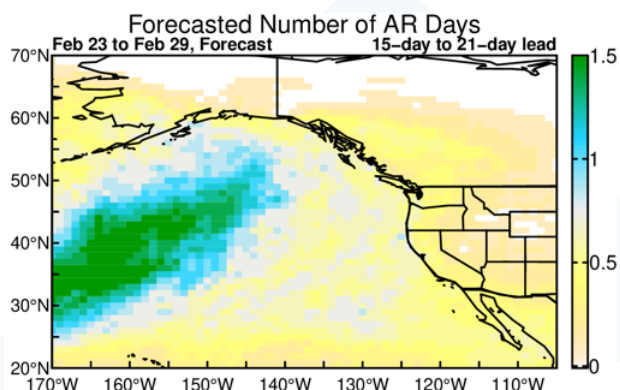 Forecasted Number of AR Days
Feb 23 to Feb 29, Forecast 15-day to 21-day lead
70°N 1.5
60°N
1
50°N
40°N
0.5
30°N
20°N 0
170°W 160°W 150°W 140°W 130°W 120°W 110°W